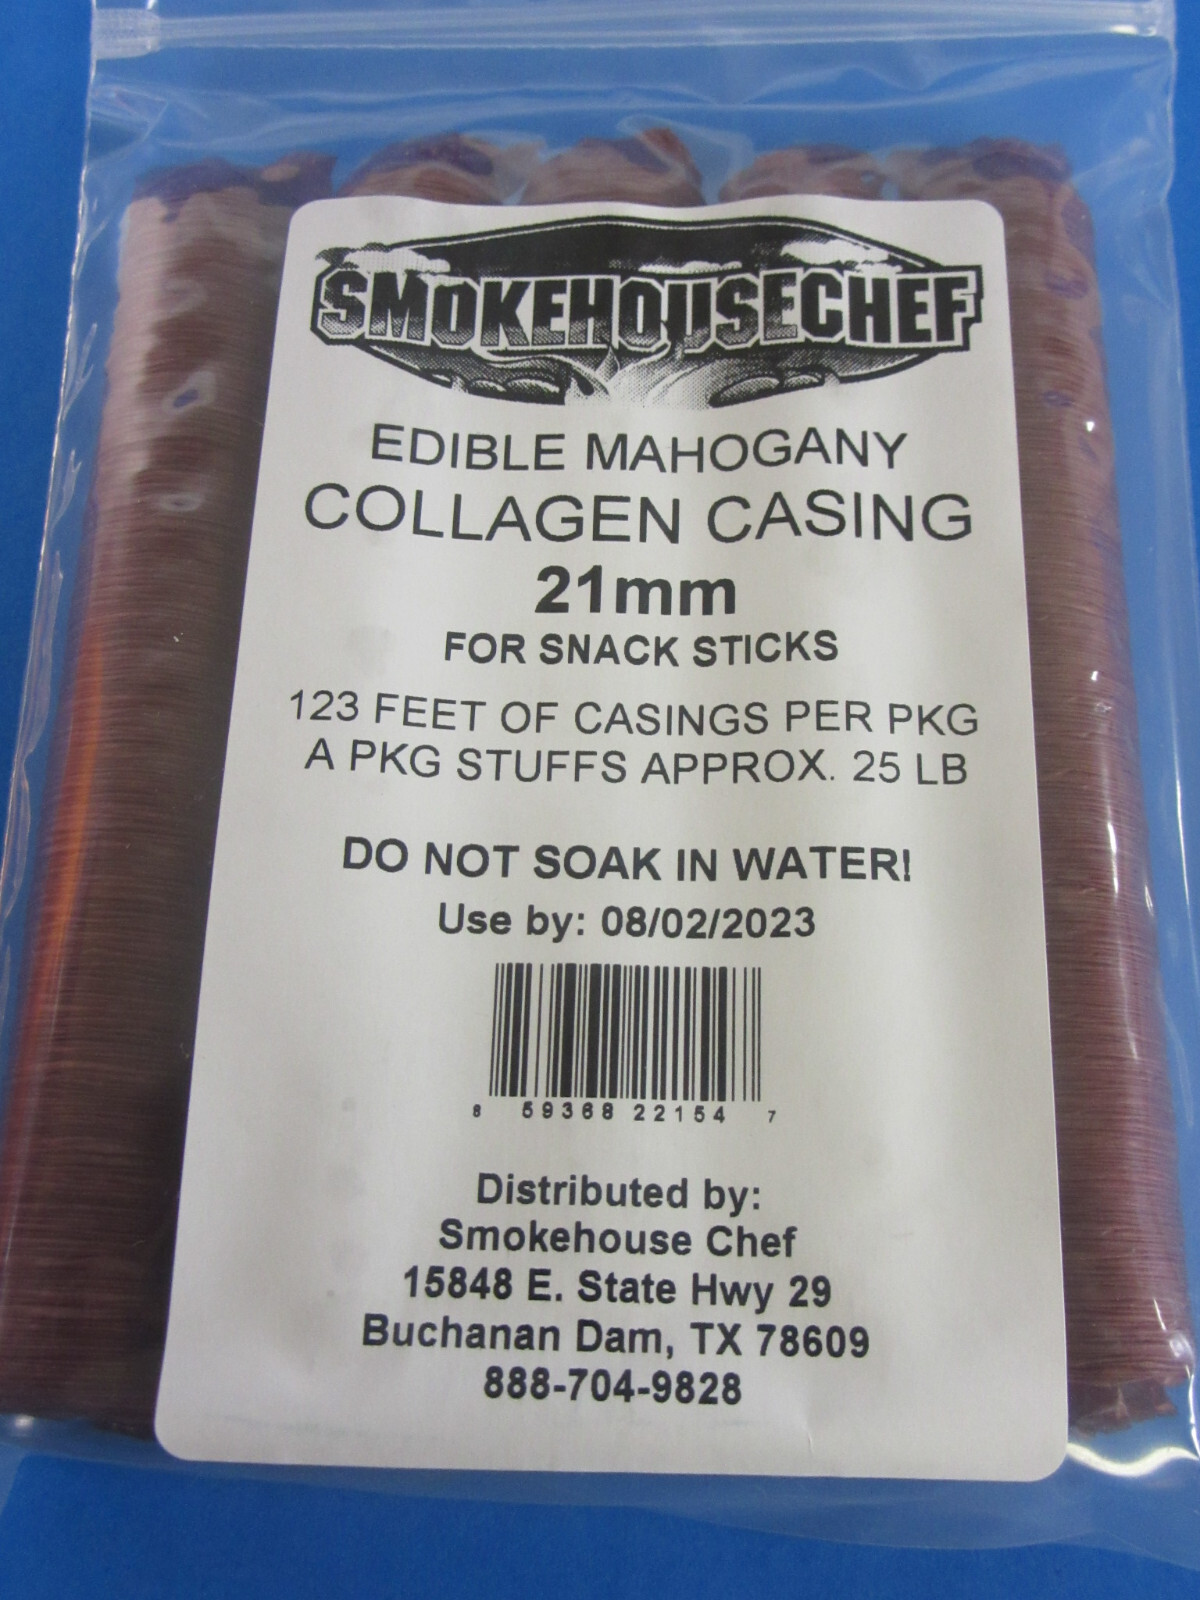 SMOKEHOUSECHEF
EDIBLE MAHOGANY
COLLAGEN CASING
21mm
FOR SNACK STICKS
123 FEET OF CASINGS PER PKG
A PKG STUFFS APPROX. 25 LB
DO NOT SOAK IN WATER!
Use by: 08/02/2023
8 59368 22154 7
Distributed by:
Smokehouse Chef
15848 E. State Hwy 29
Buchanan Dam, TX 78609
888-704-9828